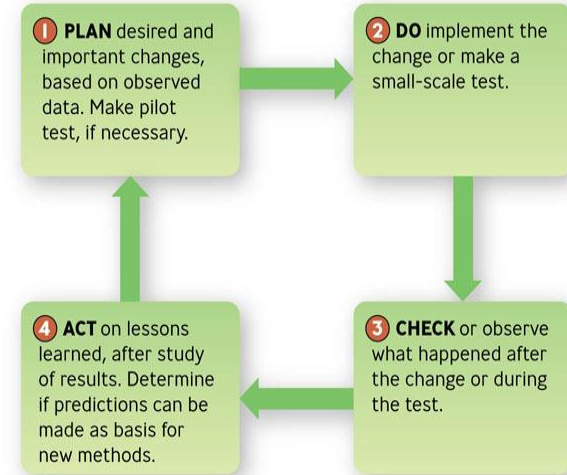 1 PLAN desired and
important changes,
based on observed
data. Make pilot
test, if necessary.
2 DO implement the
change or make a
small-scale test.
3 CHECK or observe
what happened after
the change or during
the test.
4 ACT on lessons
learned, after study
of results. Determine
if predictions can be
made as basis for
new methods.